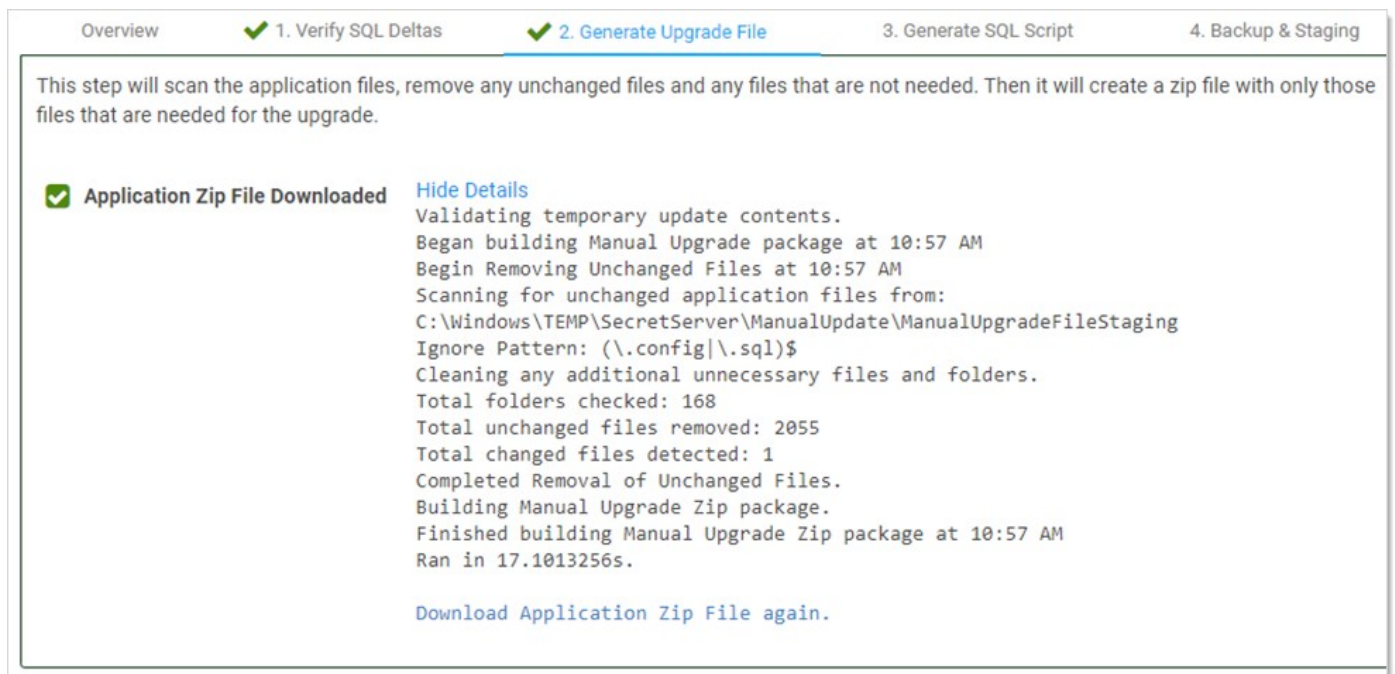 Overview 1. Verify SQL Deltas 2. Generate Upgrade File 3. Generate SQL Script 4. Backup & Staging
This step will scan the application files, remove any unchanged files and any files that are not needed. Then it will create a zip file with only those
files that are needed for the upgrade.
Application Zip File Downloaded Hide Details
Validating temporary update contents.
Began building Manual Upgrade package at 10:57 AM
Begin Removing Unchanged Files at 10:57 AM
Scanning for unchanged application files from:
C:\Windows\TEMP\SecretServer\ManualUpdate\ManualUpgradeFileStaging
Ignore Pattern: (\.config|\.sql)$
Cleaning any additional unnecessary files and folders.
Total folders checked: 168
Total unchanged files removed: 2055
Total changed files detected: 1
Completed Removal of Unchanged Files.
Building Manual Upgrade Zip package.
Finished building Manual Upgrade Zip package at 10:57 AM
Ran in 17.1013256s.
Download Application Zip File again.